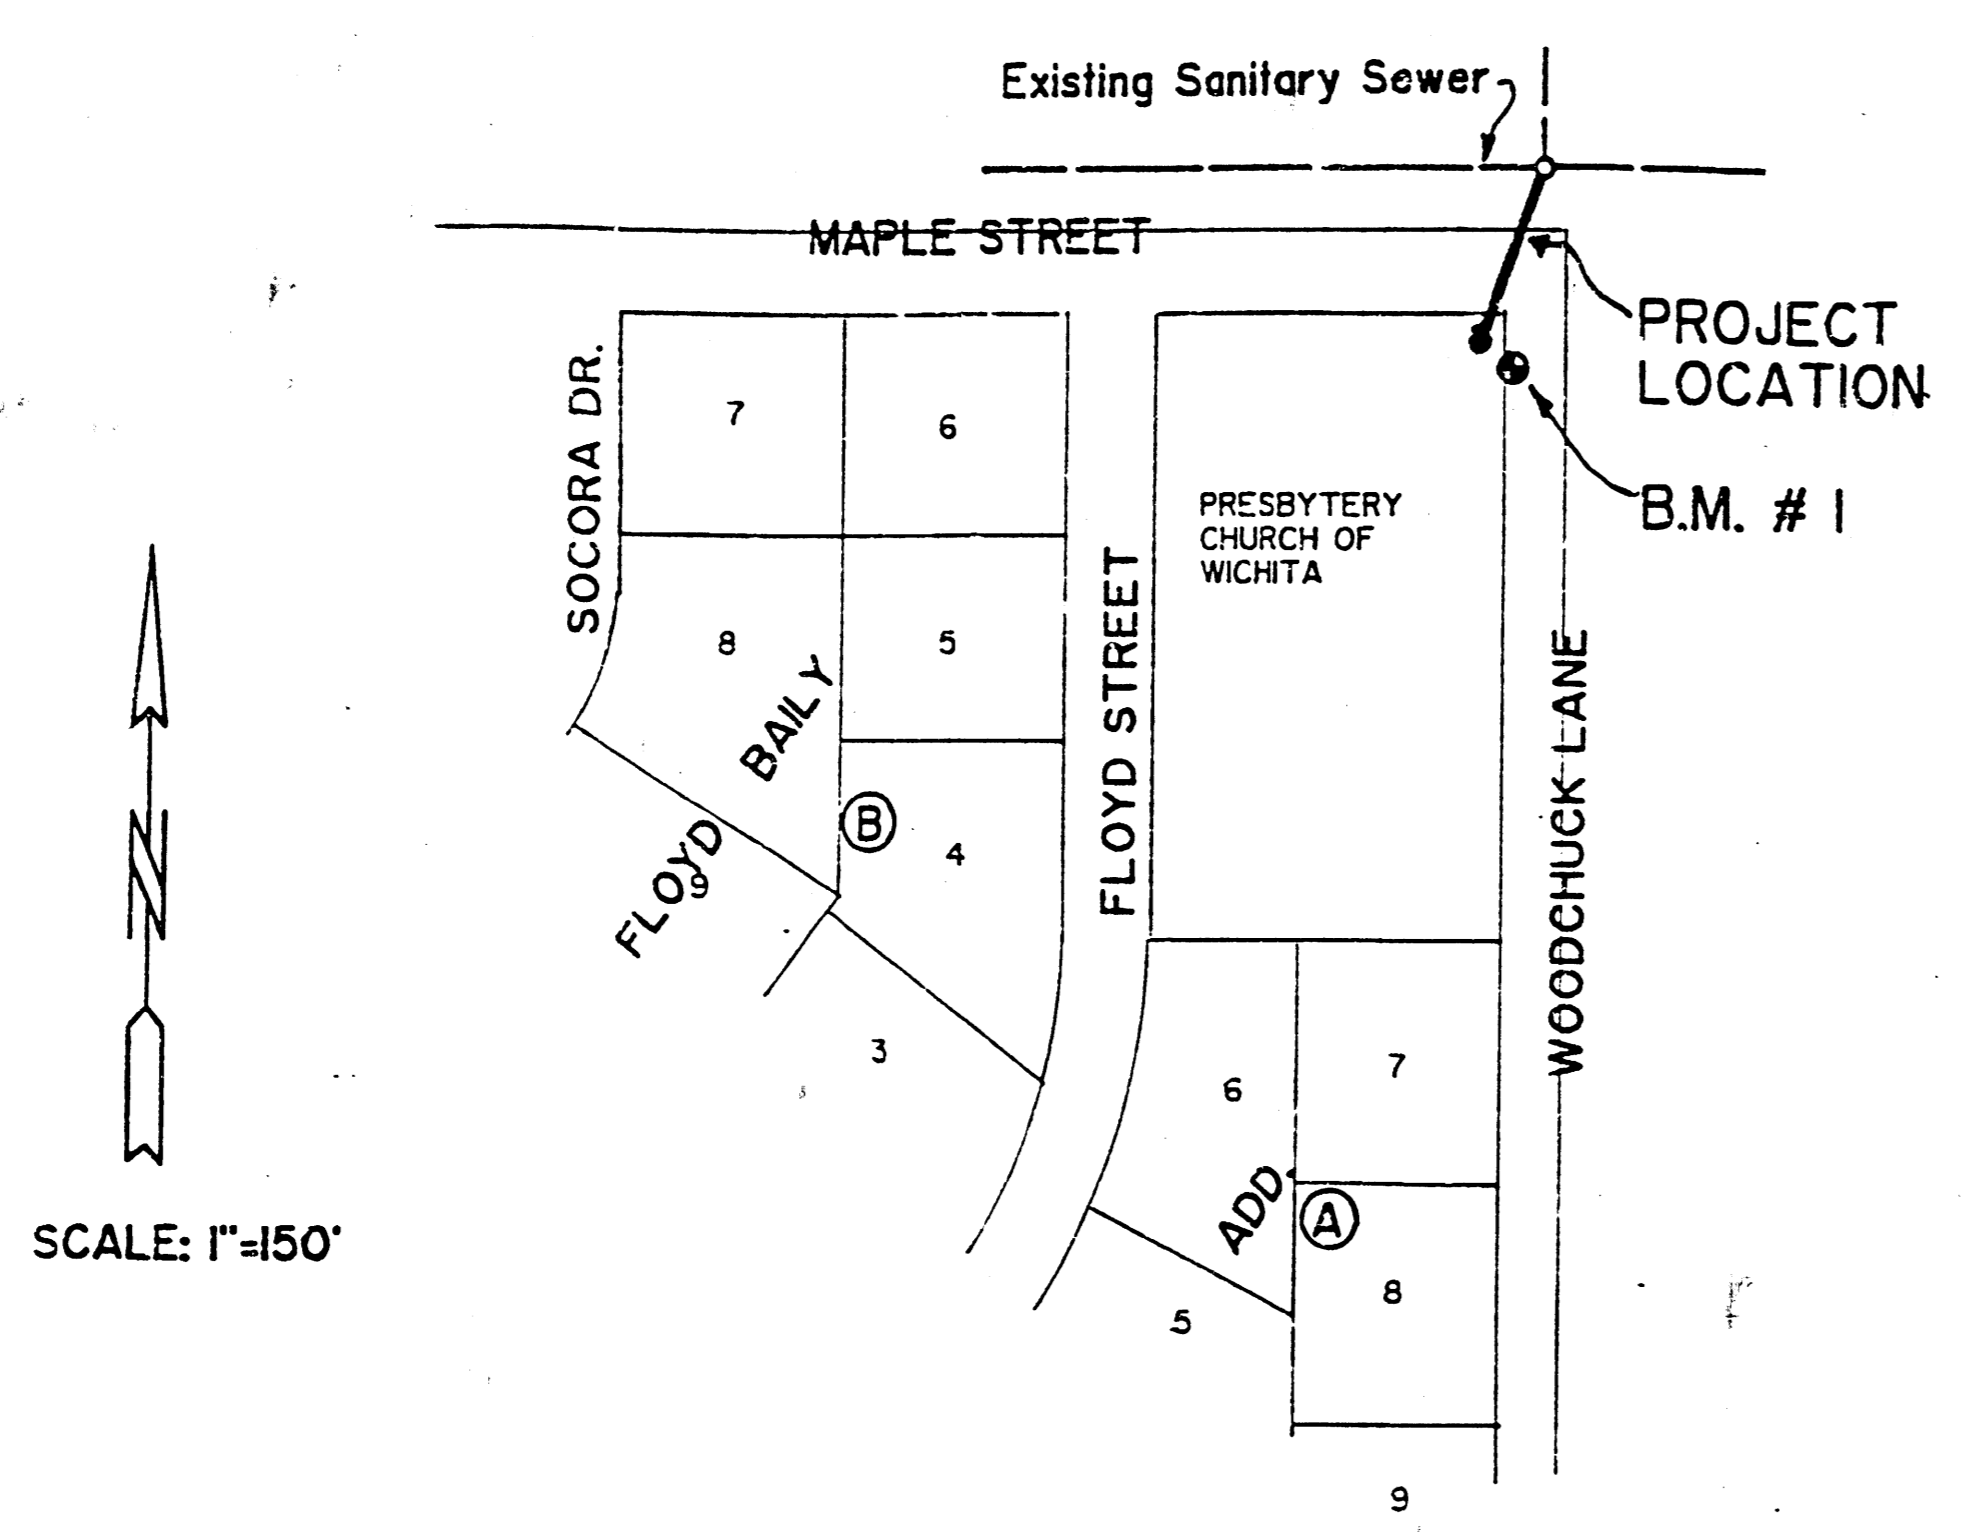 Existing Sanitary Sewer
MAPLE STREET
PROJECT
LOCATION
B.M. # 1
SOCORA DR.
7
6
PRESBYTERY
CHURCH OF
WICHITA
8
5
FLOYD STREET
WOODCHUCK LANE
FLOYD
BAILY
B
4
9
N
3
6
7
ADD.
A
8
5
9
SCALE: 1"=150'